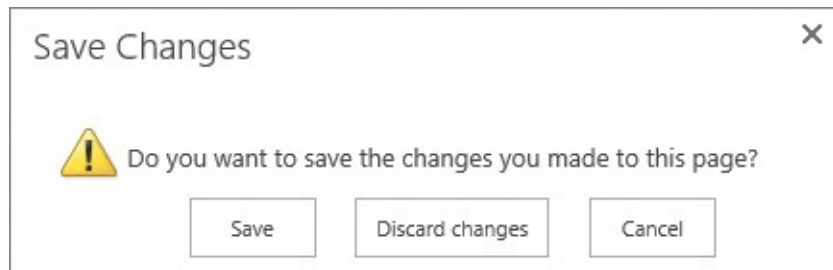 Save Changes
Do you want to save the changes you made to this page?
Save Discard changes Cancel